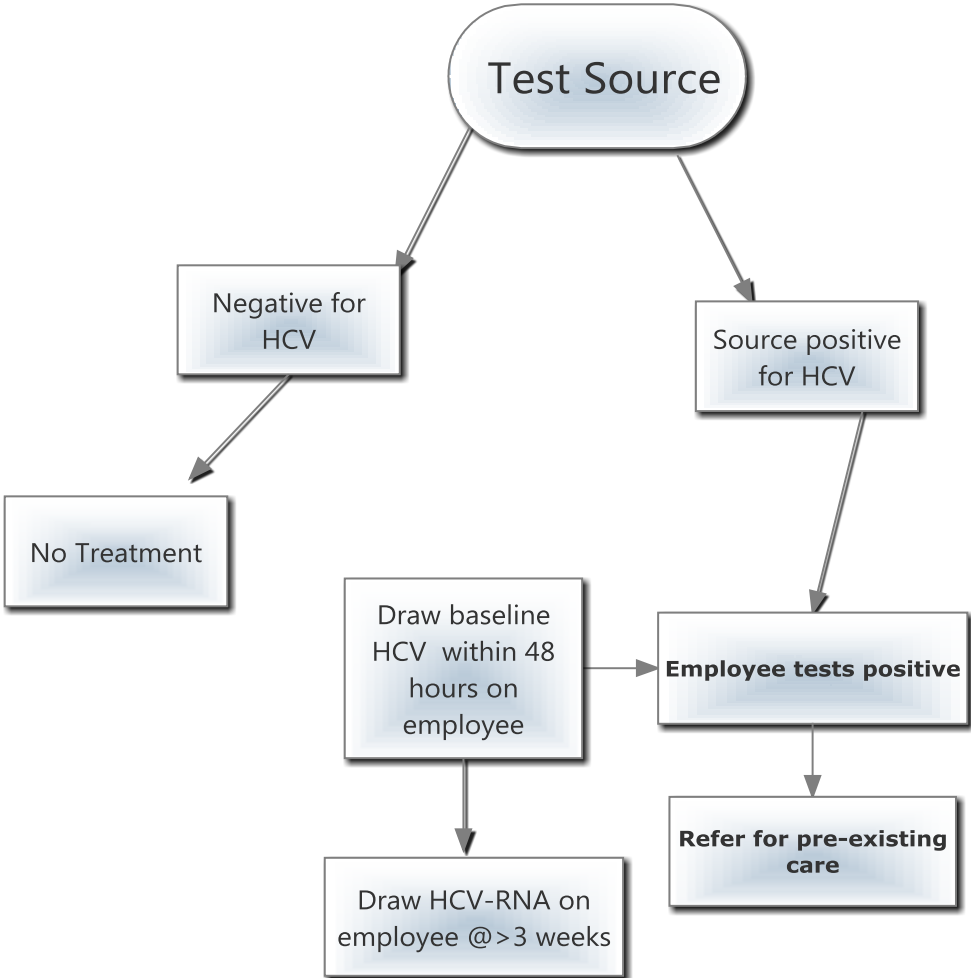 Test Source
Negative for
HCV
Source positive
for HCV
No Treatment
Draw baseline
HCV within 48
hours on
employee
Employee tests positive
Refer for pre-existing
care
Draw HCV-RNA on
employee @>3 weeks